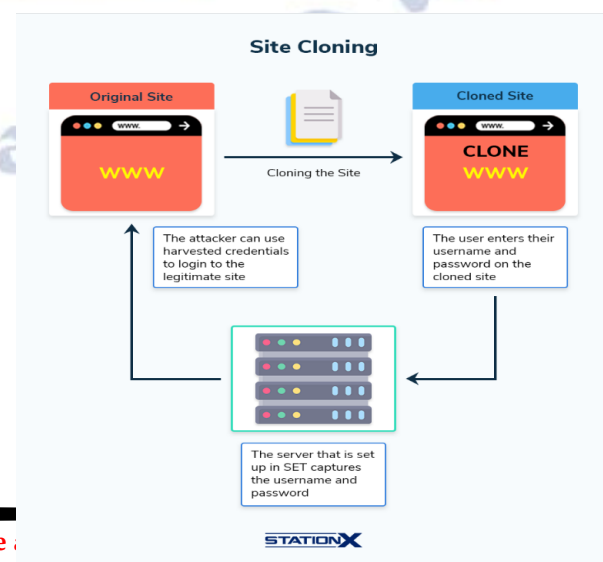 Site Cloning
Original Site
www.
WWW
Cloning the Site
Cloned Site
www.
CLONE
WWW
The attacker can use
harvested credentials
to login to the
legitimate site
The user enters their
username and
password on the
cloned site
The server that is set
up in SET captures
the username and
password
STATIONX